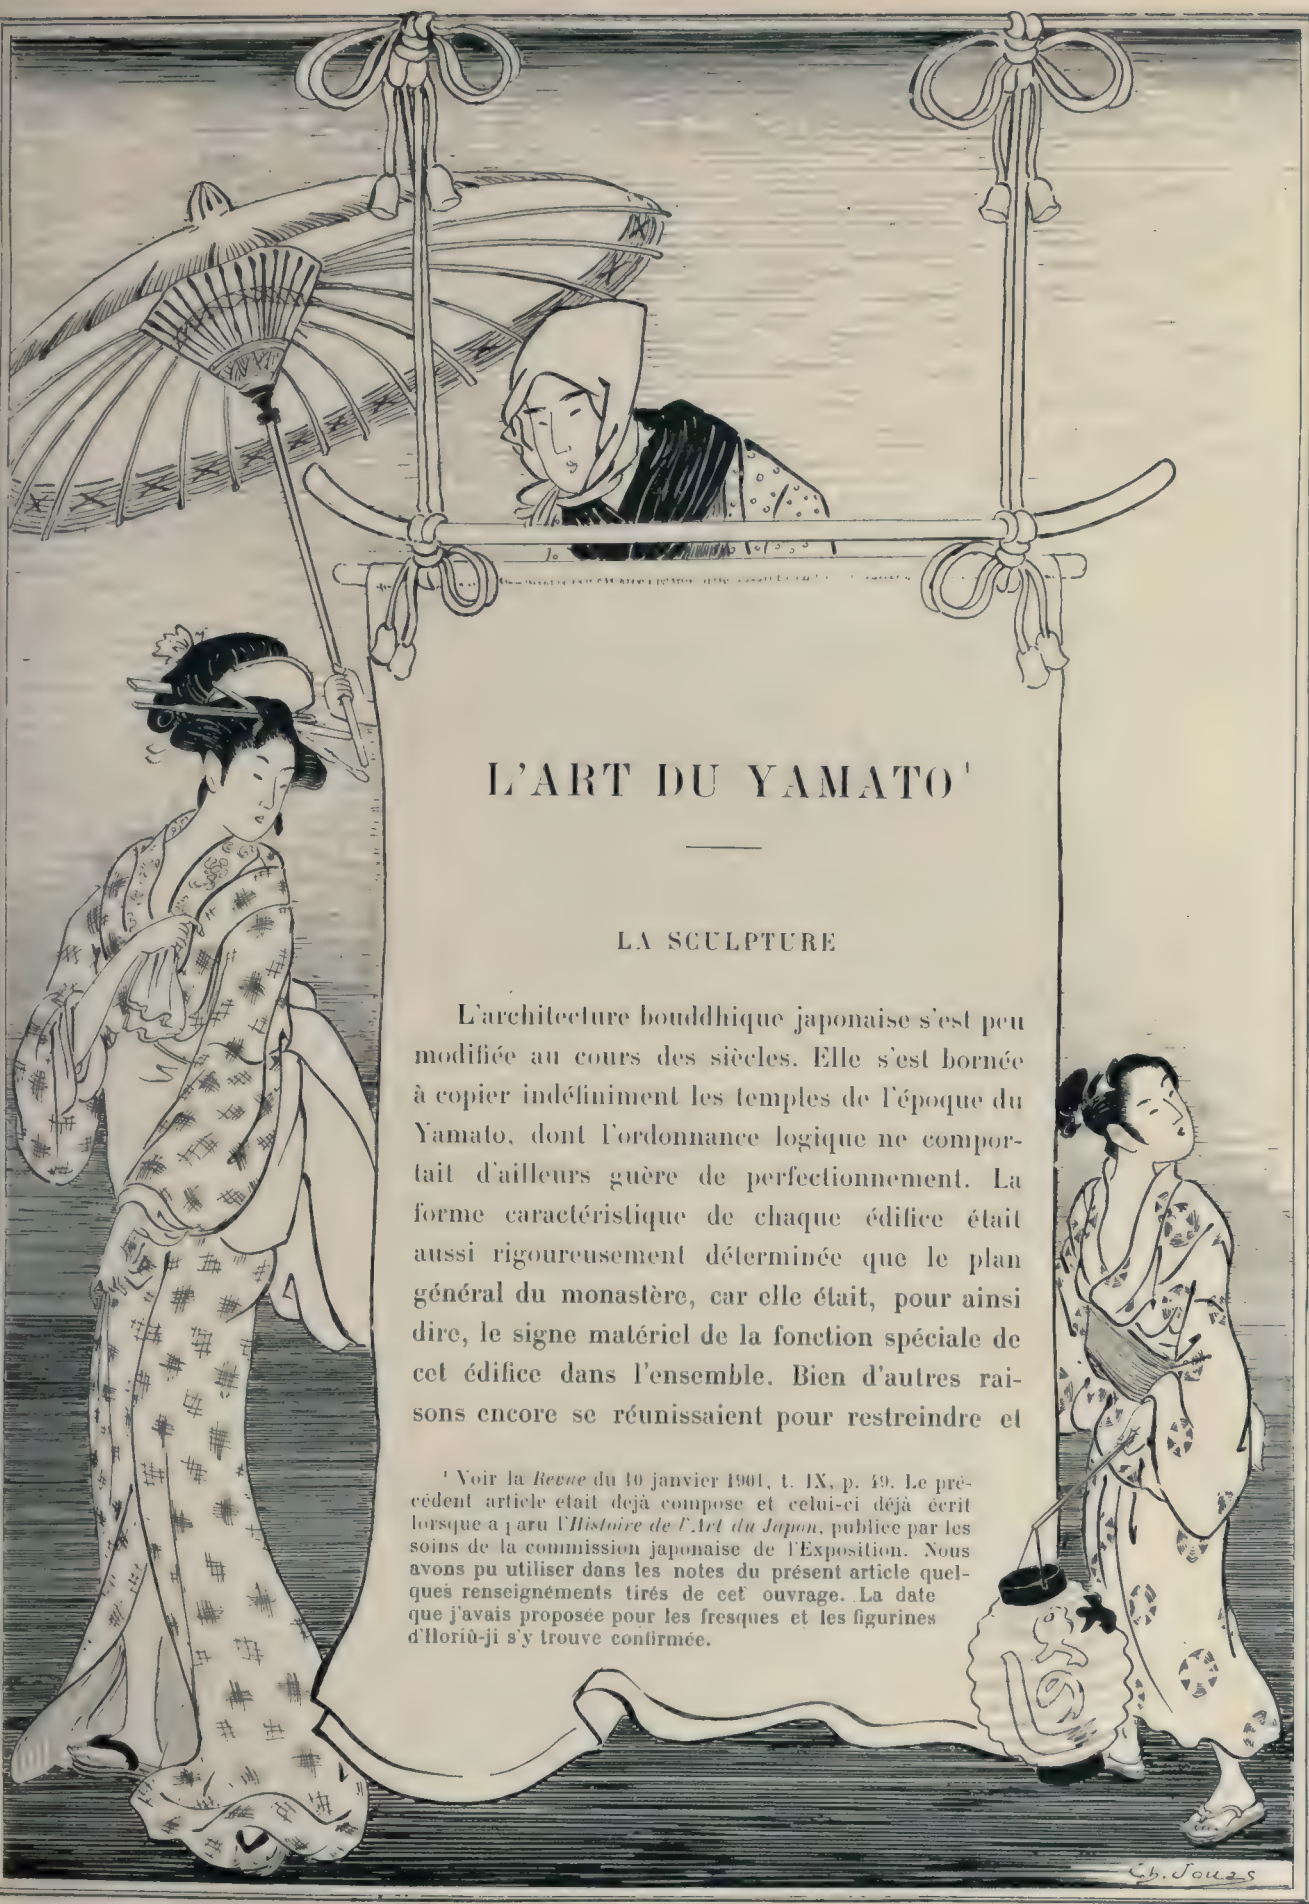 L'ART DU YAMATO¹
LA SCULPTURE
L'architecture bouddhique japonaise s'est peu
modifiée au cours des siècles. Elle s'est bornée
à copier indéfiniment les temples de l'époque du
Yamato, dont l'ordonnance logique ne compor-
tait d'ailleurs guère de perfectionnement. La
forme caractéristique de chaque édifice était
aussi rigoureusement déterminée que le plan
général du monastère, car elle était, pour ainsi
dire, le signe matériel de la fonction spéciale de
cet édifice dans l'ensemble. Bien d'autres rai-
sons encore se réunissaient pour restreindre et
¹ Voir la Revue du 10 janvier 1901, t. IX, p. 49. Le pré-
cédent article était déjà composé et celui-ci déjà écrit
lorsque a paru l'Histoire de l'Art du Japon, publiée par les
soins de la commission japonaise de l'Exposition. Nous
avons pu utiliser dans les notes du présent article quel-
ques renseignements tirés de cet ouvrage. La date
que j'avais proposée pour les fresques et les figurines
d'Horiû-ji s'y trouve confirmée.
Ch. Jouas